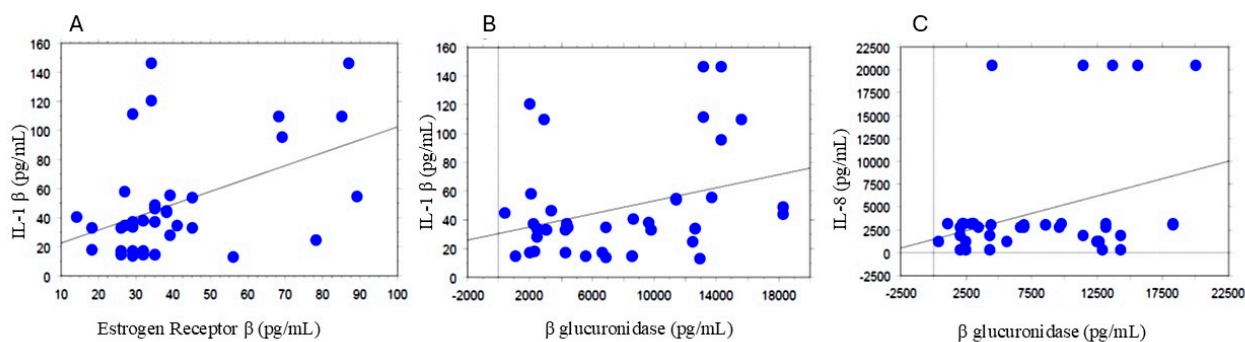 A
160
140
120
100
80
60
40
20
0
IL-1 β (pg/mL)
10 20 30 40 50 60 70 80 90 100
Estrogen Receptor β (pg/mL)
B
160
140
120
100
80
60
40
20
0
IL-1 β (pg/mL)
-2000 2000 6000 10000 14000 18000
β glucuronidase (pg/mL)
C
22500
20000
17500
15000
12500
10000
7500
5000
2500
0
-2500
IL-8 (pg/mL)
-2500 2500 7500 12500 17500 22500
β glucuronidase (pg/mL)